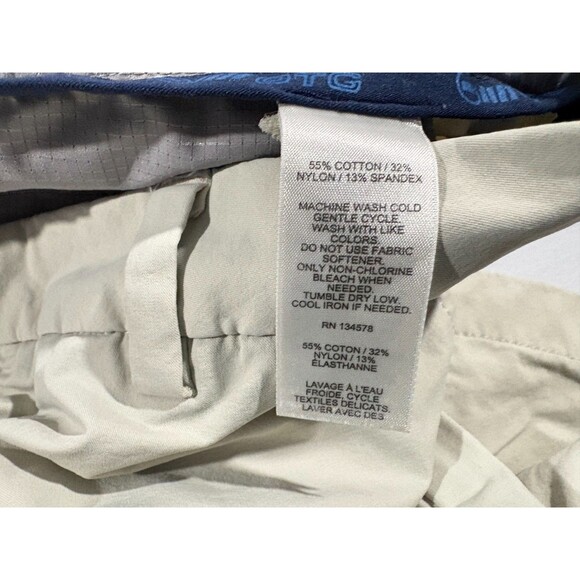 STG
55% COTTON / 32%
NYLON / 13% SPANDEX
MACHINE WASH COLD
GENTLE CYCLE.
WASH WITH LIKE
COLORS.
DO NOT USE FABRIC
SOFTENER.
ONLY NON-CHLORINE
BLEACH WHEN
NEEDED.
TUMBLE DRY LOW.
COOL IRON IF NEEDED.
RN 134578
55% COTON / 32%
NYLON / 13%
ÉLASTHANNE
LAVAGE À L'EAU
FROIDE, CYCLE
TEXTILES DELICATS.
LAVER AVEC DES